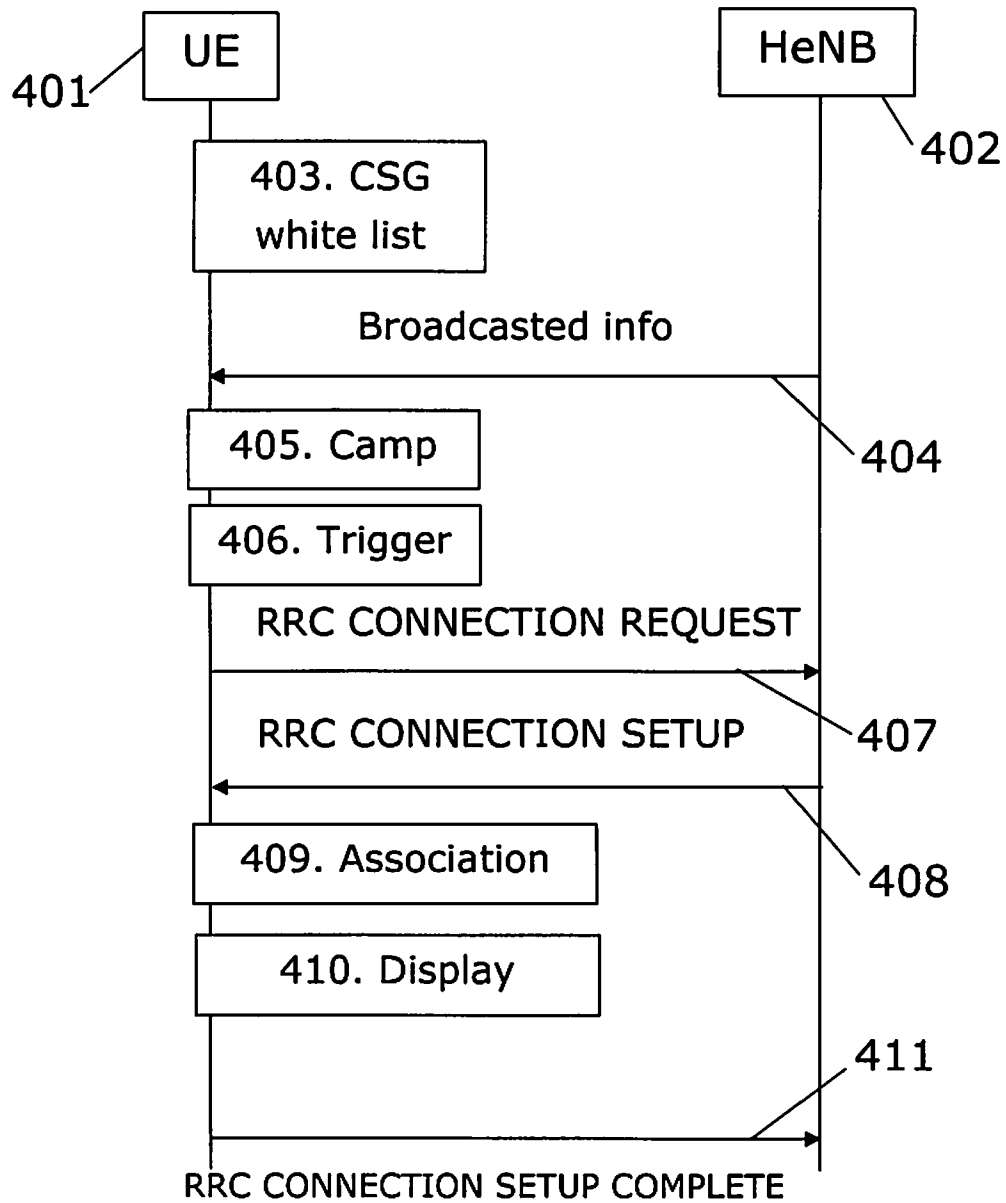 UE
HeNB
401
402
403. CSG
white list
Broadcasted info
404
405. Camp
406. Trigger
RRC CONNECTION REQUEST
407
RRC CONNECTION SETUP
408
409. Association
410. Display
411
RRC CONNECTION SETUP COMPLETE